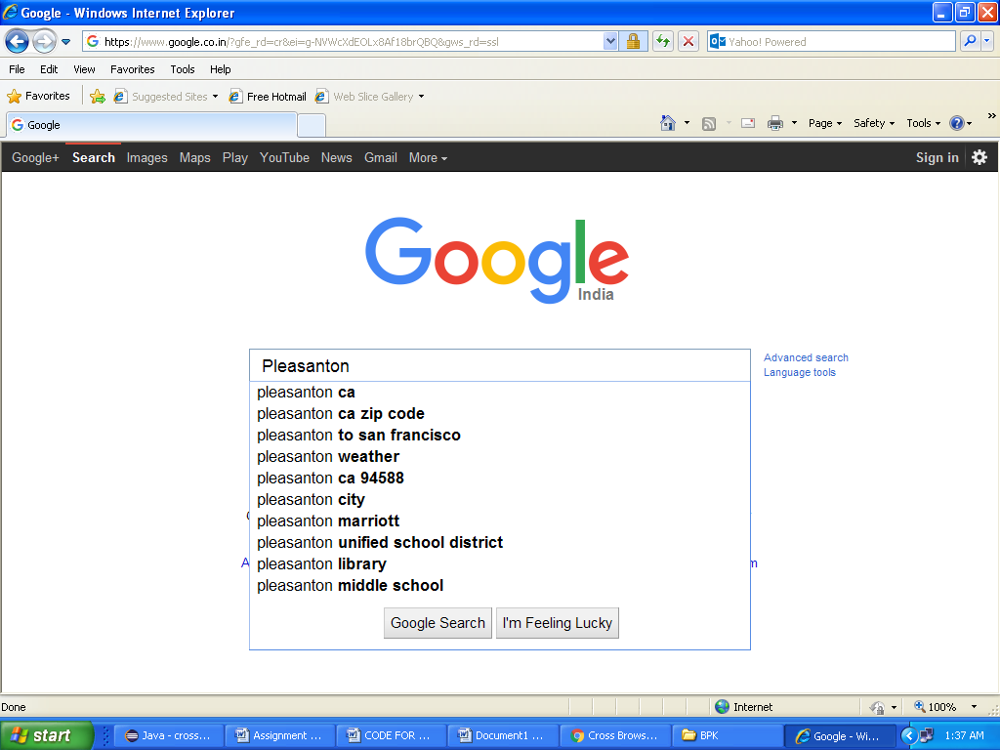 Google - Windows Internet Explorer
https://www.google.co.in/?gfe_rd=cr&ei=g-NVWcXdEOLx8Af18brQBQ&gws_rd=ssl
Yahoo! Powered
File Edit View Favorites Tools Help
Favorites Suggested Sites Free Hotmail Web Slice Gallery
Google Page Safety Tools »
Google+ Search Images Maps Play YouTube News Gmail More Sign in
Google
India
Pleasanton Advanced search
Language tools
pleasanton ca
pleasanton ca zip code
pleasanton to san francisco
pleasanton weather
pleasanton ca 94588
pleasanton city
pleasanton marriott
pleasanton unified school district
pleasanton library
pleasanton middle school
Google Search I'm Feeling Lucky
Done Internet 100%
start Java - cross... Assignment ... CODE FOR ... Document1 ... Cross Brows... BPK Google - Wi... 1:37 AM